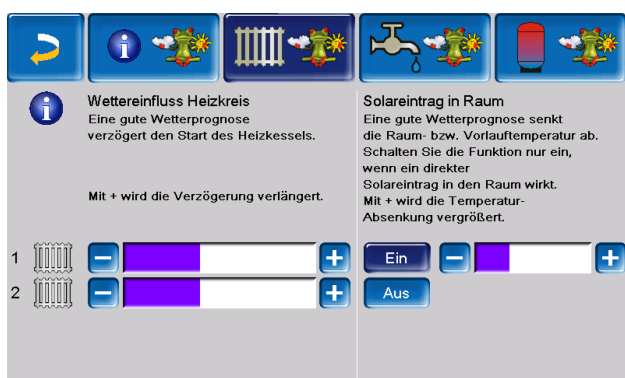 Wettereinfluss Heizkreis
Eine gute Wetterprognose
verzögert den Start des Heizkessels.
Mit + wird die Verzögerung verlängert.
Solareintrag in Raum
Eine gute Wetterprognose senkt
die Raum- bzw. Vorlauftemperatur ab.
Schalten Sie die Funktion nur ein,
wenn ein direkter
Solareintrag in den Raum wirkt.
Mit + wird die Temperatur-
Absenkung vergrößert.
1 − + Ein − +
2 − + Aus